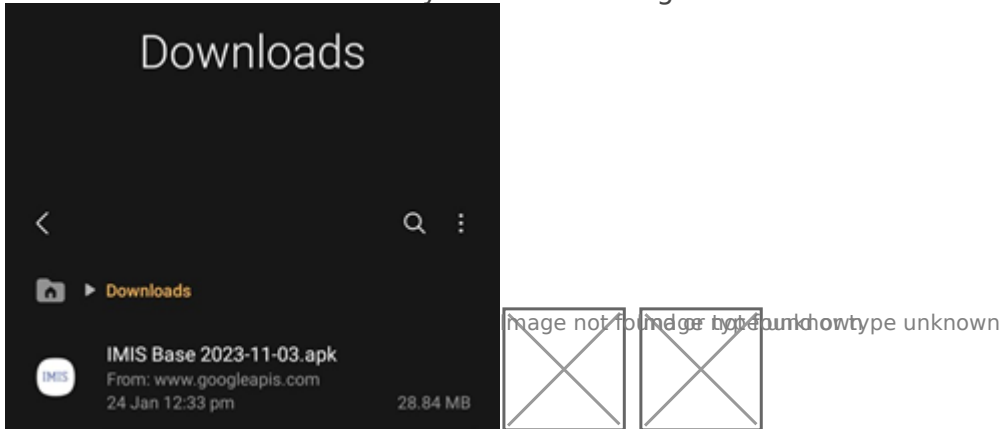 Downloads
Downloads
IMIS Base 2023-11-03.apk
IMIS
From: www.googleapis.com
24 Jan 12:33 pm
28.84 MB
Image not found or type unknown
Image not found or type unknown